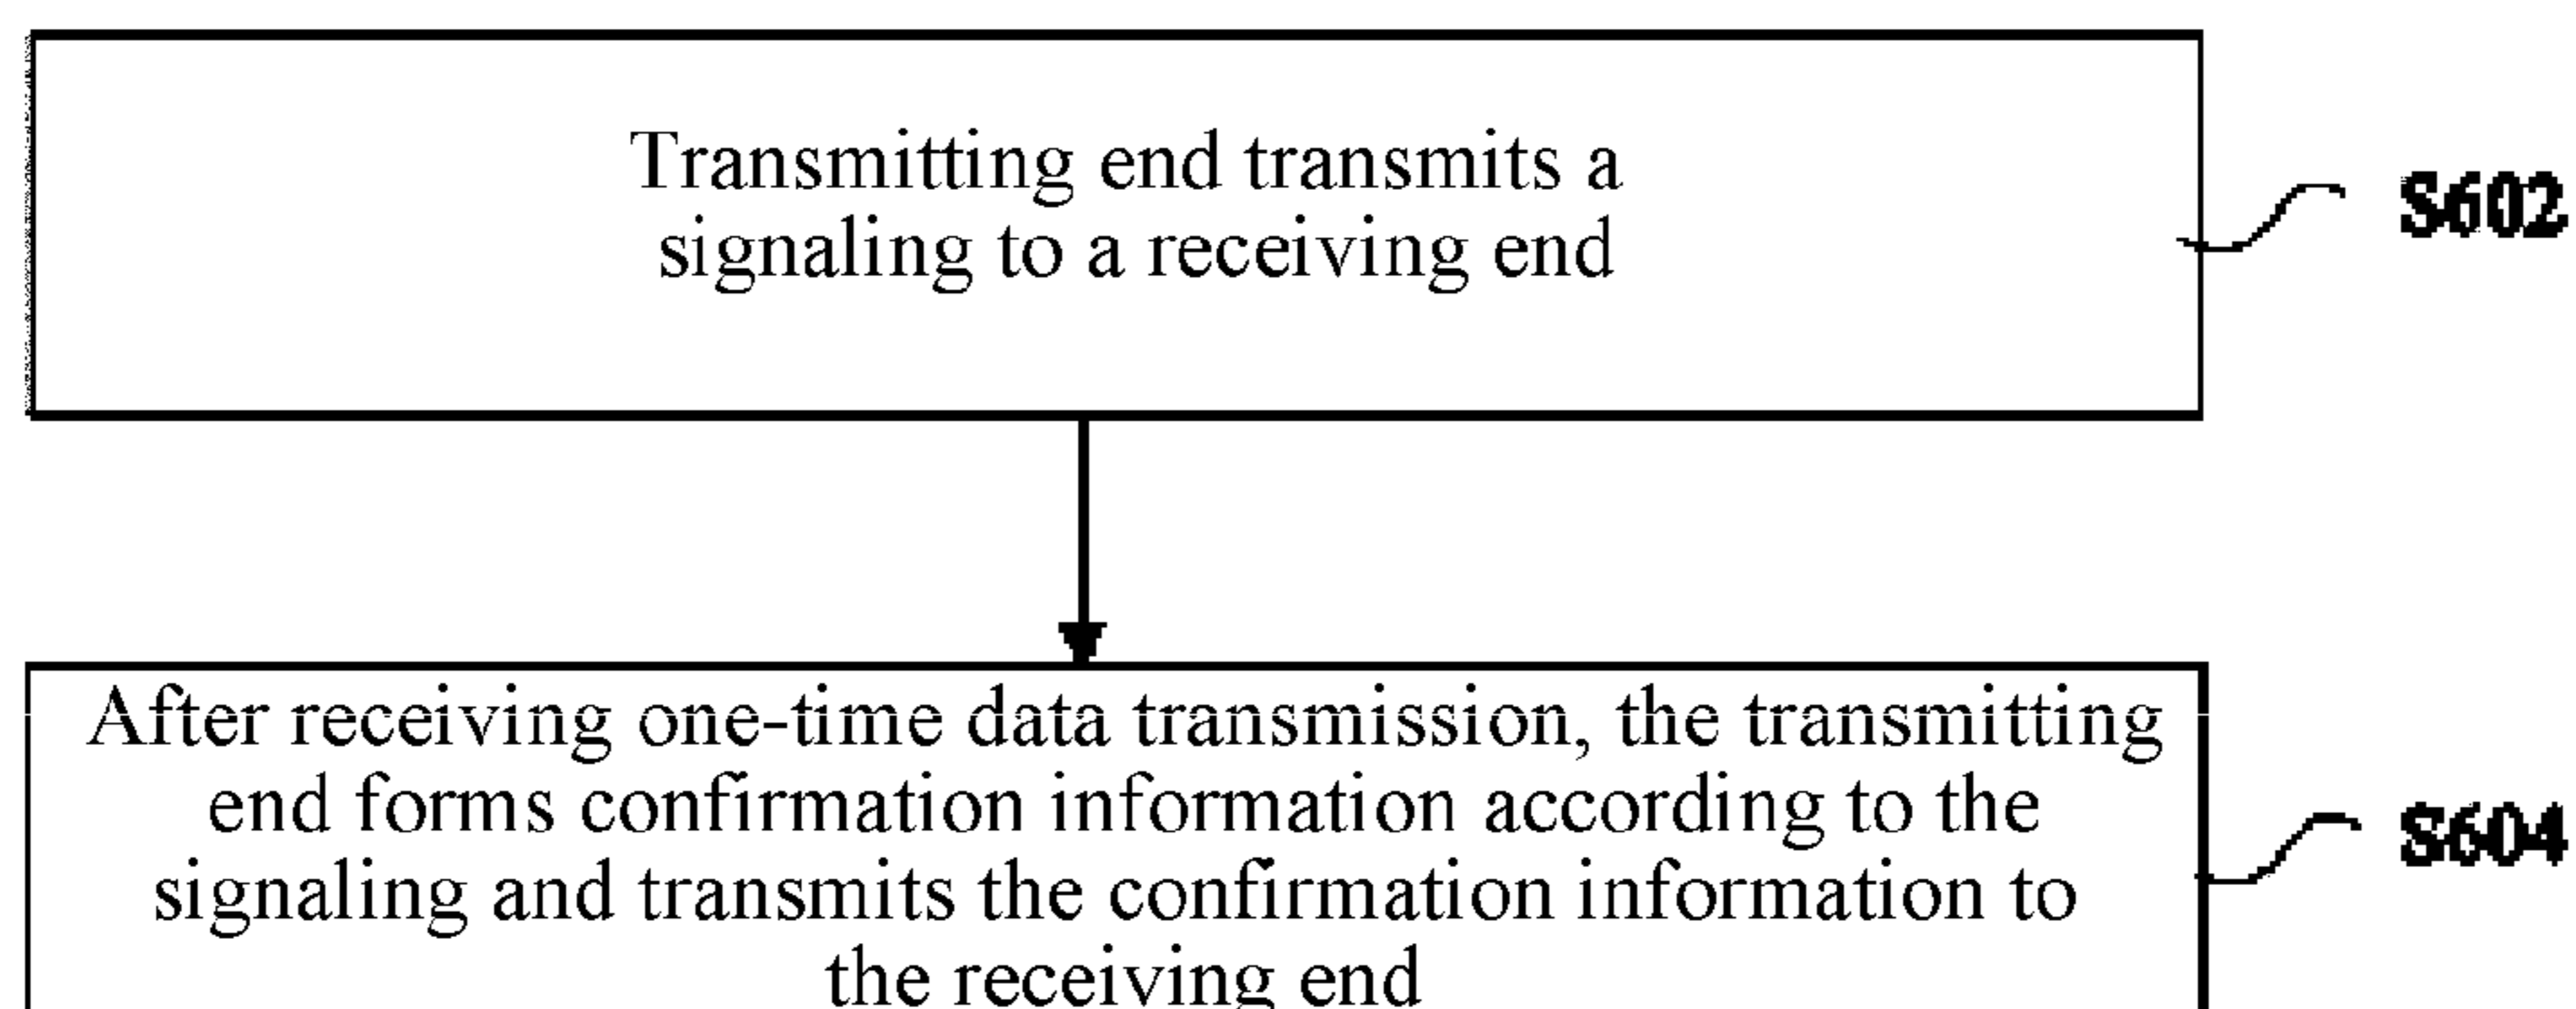 Transmitting end transmits a
signaling to a receiving end
S602
After receiving one-time data transmission, the transmitting
end forms confirmation information according to the
signaling and transmits the confirmation information to
the receiving end
S604